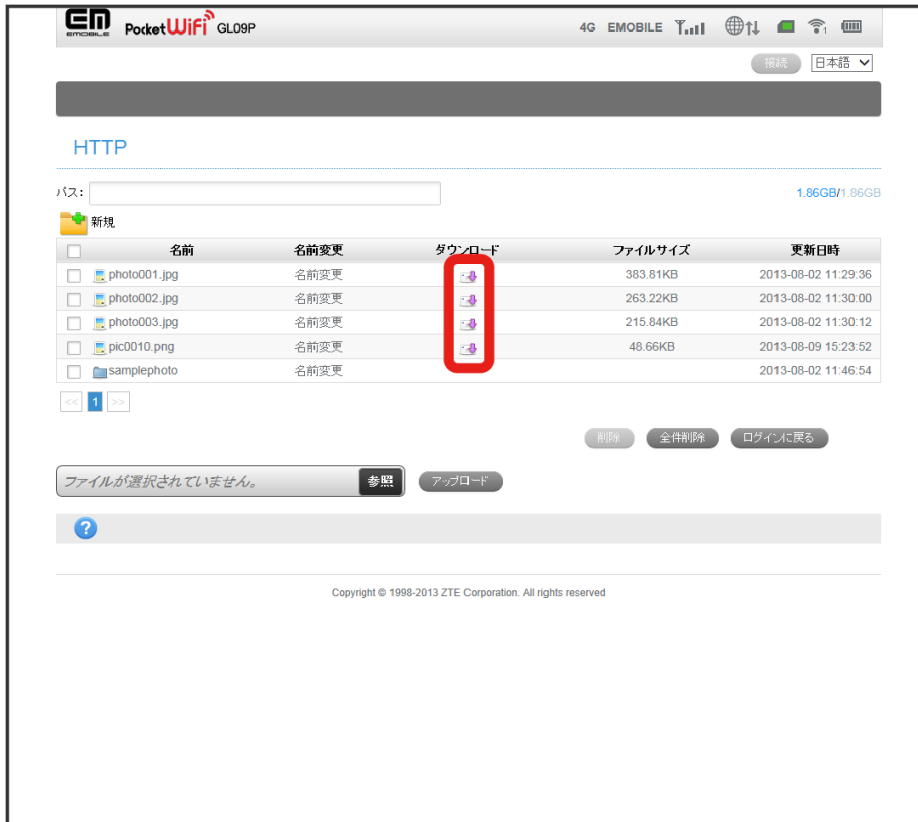 EM EMOBILE Pocket WiFi GL09P 4G EMOBILE 1
接続 日本語
HTTP
パス: 1.86GB/1.86GB
新規
名前 名前変更 ダウンロード ファイルサイズ 更新日時
photo001.jpg 名前変更 383.81KB 2013-08-02 11:29:36
photo002.jpg 名前変更 263.22KB 2013-08-02 11:30:00
photo003.jpg 名前変更 215.84KB 2013-08-02 11:30:12
pic0010.png 名前変更 48.66KB 2013-08-09 15:23:52
samplephoto 名前変更 2013-08-02 11:46:54
<< 1 >>
削除 全件削除 ログインに戻る
ファイルが選択されていません。 参照 アップロード
?
Copyright © 1998-2013 ZTE Corporation. All rights reserved